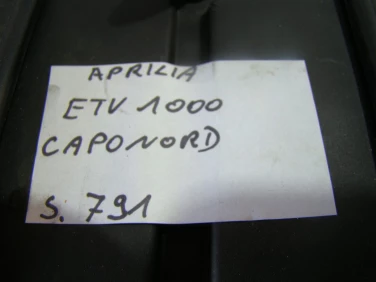 APRILIA
ETV 1000
CAPONORD
S. 791